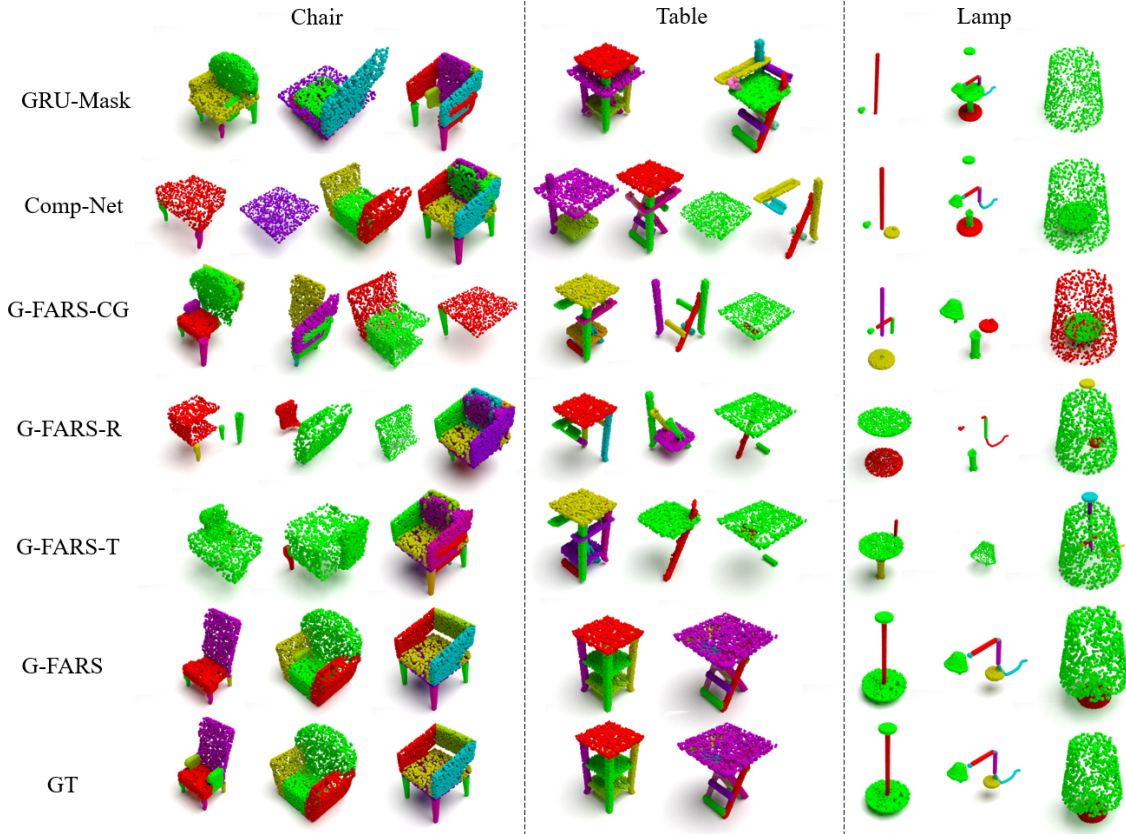 Chair Table Lamp
GRU-Mask
Comp-Net
G-FARS-CG
G-FARS-R
G-FARS-T
G-FARS
GT